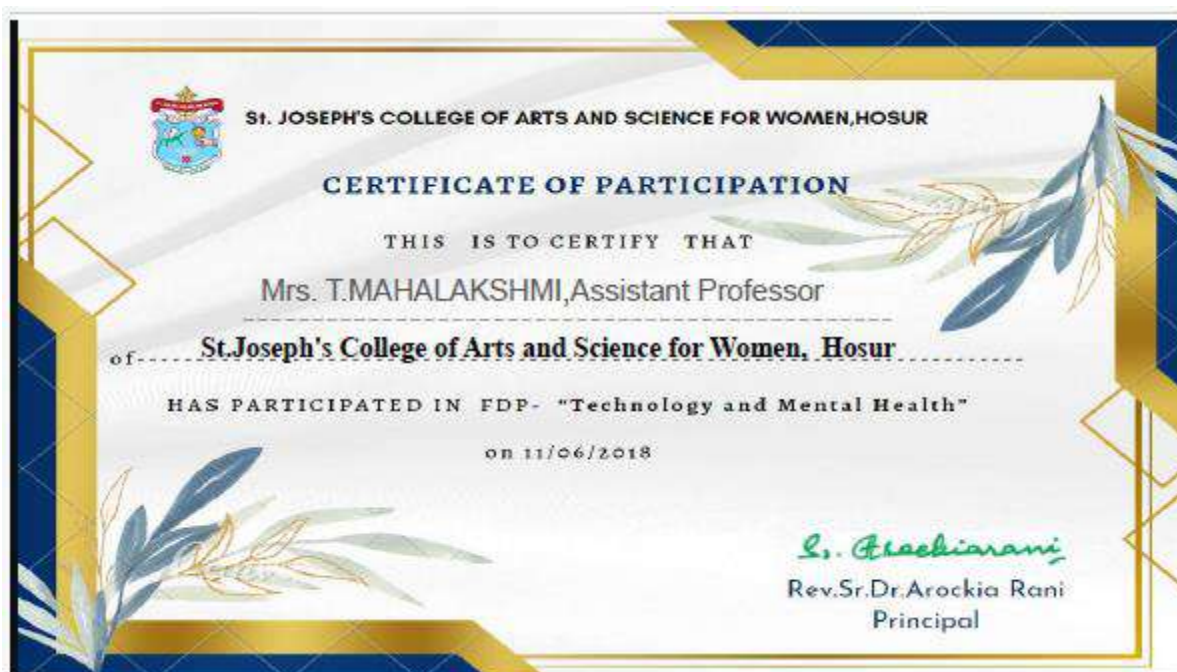 St. JOSEPH'S COLLEGE OF ARTS AND SCIENCE FOR WOMEN,HOSUR
CERTIFICATE OF PARTICIPATION
THIS IS TO CERTIFY THAT
Mrs. T.MAHALAKSHMI,Assistant Professor
of St.Joseph's College of Arts and Science for Women, Hosur
HAS PARTICIPATED IN FDP- "Technology and Mental Health"
on 11/06/2018
Rev.Sr.Dr.Arockia Rani
Principal